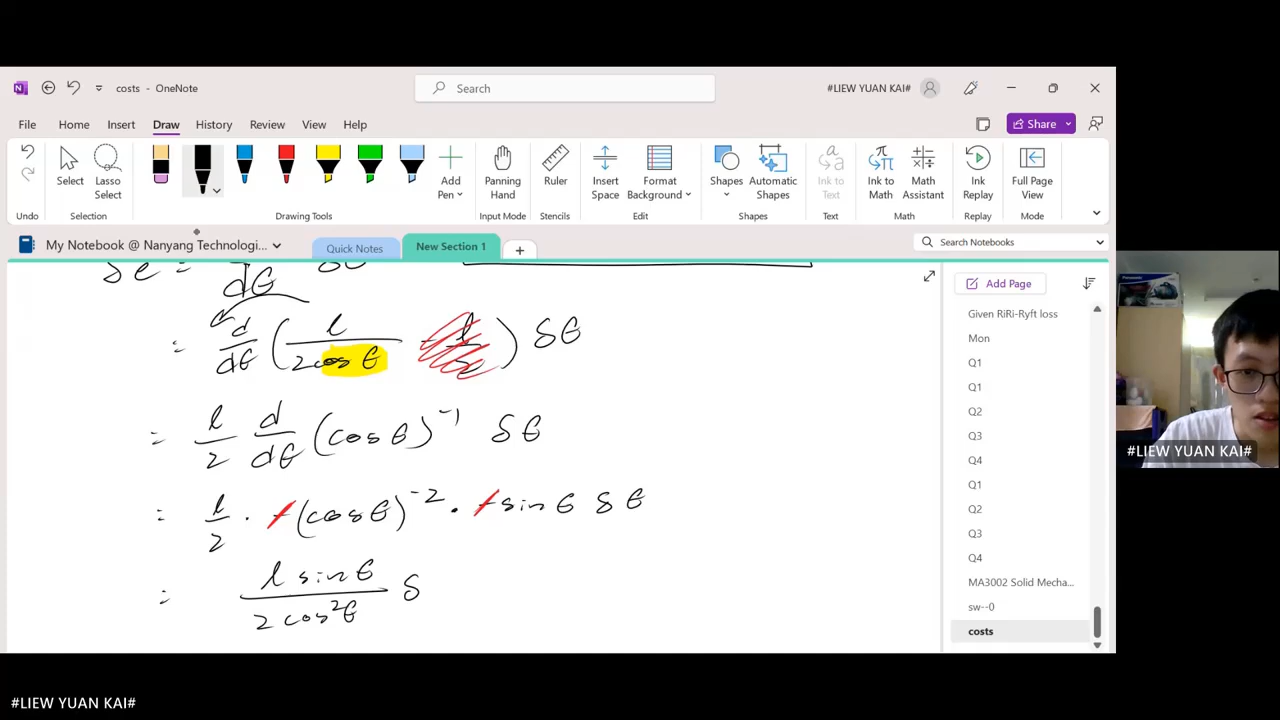 costs - OneNote
Search
#LIEW YUAN KAI#
File Home Insert Draw History Review View Help
Share
Undo
Select
Lasso Select
Add Pen
Panning Hand
Ruler
Insert Space
Format Background
Shapes
Automatic Shapes
Ink to Text
Ink to Math
Math Assistant
Ink Replay
Full Page View
Selection
Drawing Tools
Input Mode
Stencils
Edit
Shapes
Text
Math
Replay
Mode
My Notebook @ Nanyang Technologi...
Quick Notes
New Section 1
+
Search Notebooks
δe = dθ δθ
= d/dθ (l/(2cos θ) - l/2) δθ
= l/2 d/dθ (cosθ)⁻¹ δθ
= l/2 · -(cosθ)⁻² · -sinθ δθ
= l sinθ / 2cos²θ δ
Add Page
Given RiRi-Ryft loss
Mon
Q1
Q1
Q2
Q3
Q4
Q1
Q2
Q3
Q4
MA3002 Solid Mecha...
sw--0
costs
#LIEW YUAN KAI#
#LIEW YUAN KAI#